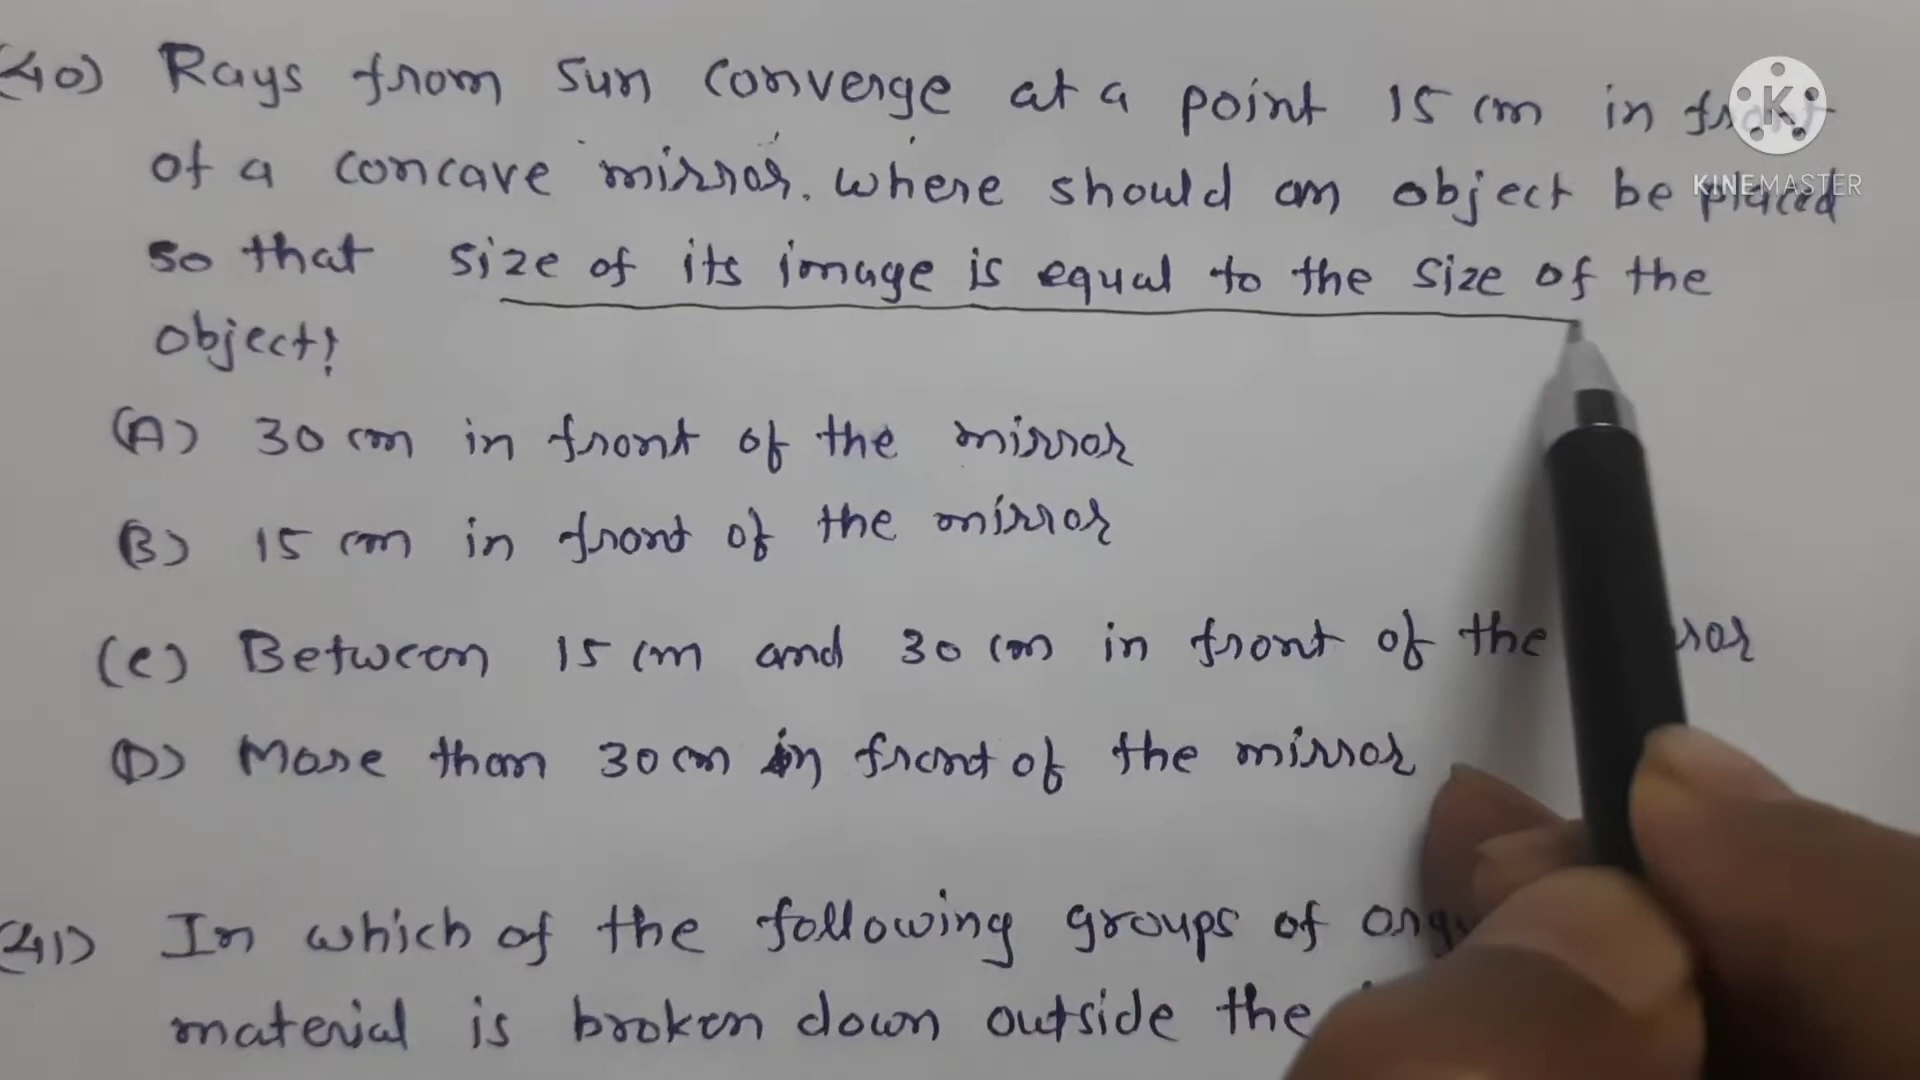 (40) Rays from sun converge at a point 15 cm in front
of a concave mirror. where should an object be placed
so that size of its image is equal to the size of the
object?
(A) 30 cm in front of the mirror
(B) 15 cm in front of the mirror
(C) Between 15 cm and 30 cm in front of the
(D) More than 30 cm in front of the mirror
(41) In which of the following groups of
material is broken down outside the
K
KINEMASTER